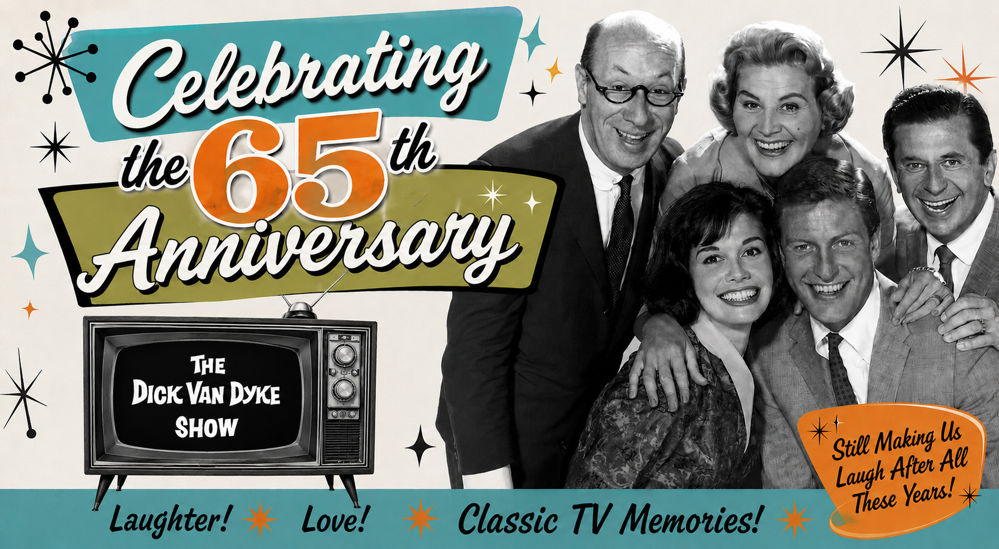 Celebrating
the 65th
Anniversary
THE
DICK VAN DYKE
SHOW
Still Making Us
Laugh After All
These Years!
Laughter! Love! Classic TV Memories!